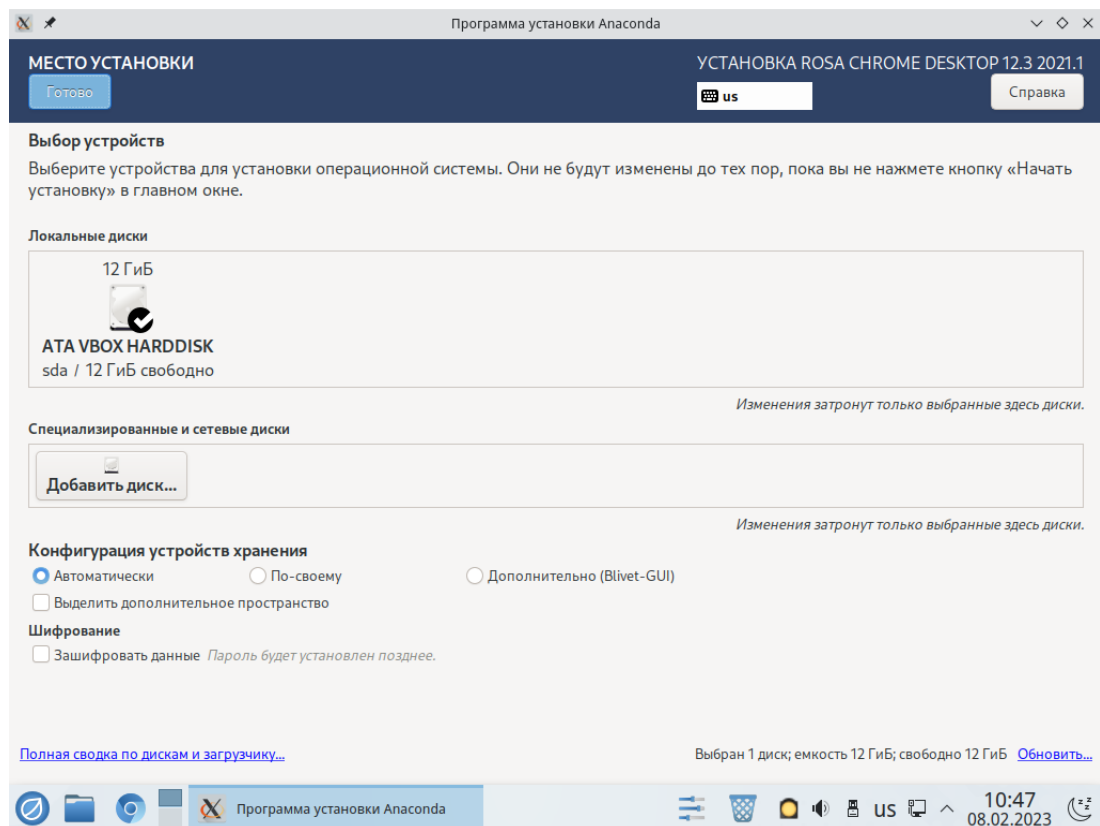 Программа установки Anaconda
МЕСТО УСТАНОВКИ
УСТАНОВКА ROSA CHROME DESKTOP 12.3 2021.1
Готово
us
Справка
Выбор устройств
Выберите устройства для установки операционной системы. Они не будут изменены до тех пор, пока вы не нажмете кнопку «Начать
установку» в главном окне.
Локальные диски
12 ГиБ
ATA VBOX HARDDISK
sda / 12 ГиБ свободно
Изменения затронут только выбранные здесь диски.
Специализированные и сетевые диски
Добавить диск...
Изменения затронут только выбранные здесь диски.
Конфигурация устройств хранения
Автоматически
По-своему
Дополнительно (Blivet-GUI)
Выделить дополнительное пространство
Шифрование
Зашифровать данные Пароль будет установлен позднее.
Полная сводка по дискам и загрузчику...
Выбран 1 диск; емкость 12 ГиБ; свободно 12 ГиБ Обновить...
Программа установки Anaconda
us
10:47
08.02.2023